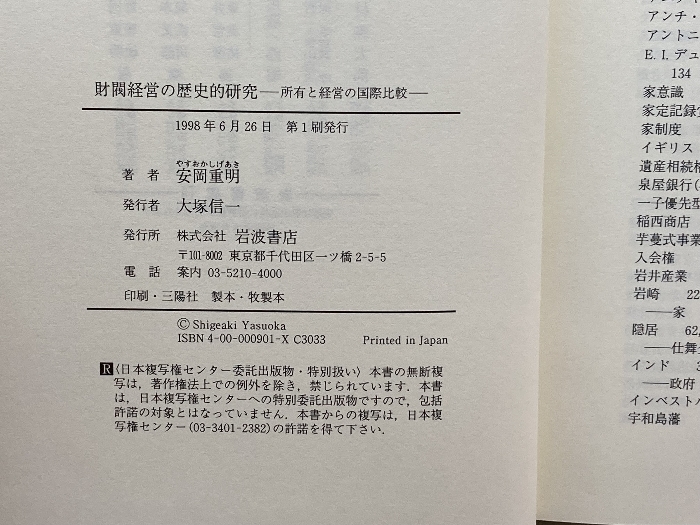 財閥経営の歴史的研究―所有と経営の国際比較―
1998年6月26日 第1刷発行
やすおかしげあき
著者 安岡重明
発行者 大塚信一
発行所 株式会社 岩波書店
〒101-8002 東京都千代田区一ツ橋2-5-5
電話 案内 03-5210-4000
印刷・三陽社 製本・牧製本
© Shigeaki Yasuoka
ISBN 4-00-000901-X C3033 Printed in Japan
R〈日本複写権センター委託出版物・特別扱い〉本書の無断複
写は，著作権法上での例外を除き，禁じられています．本書
は，日本複写権センターへの特別委託出版物ですので，包括
許諾の対象とはなっていません．本書からの複写は，日本複
写権センター(03-3401-2382)の許諾を得て下さい．
アンチ・
アントニ
E. I. デュ
134
家意識
家定記録
家制度
イギリス
遺産相続
泉屋銀行(
一子優先型
稲西商店
芋蔓式事業
入会権
岩井産業
岩崎 22
――家
隠居 62,
――仕舞
インド 3
――政府
インベスト
宇和島藩